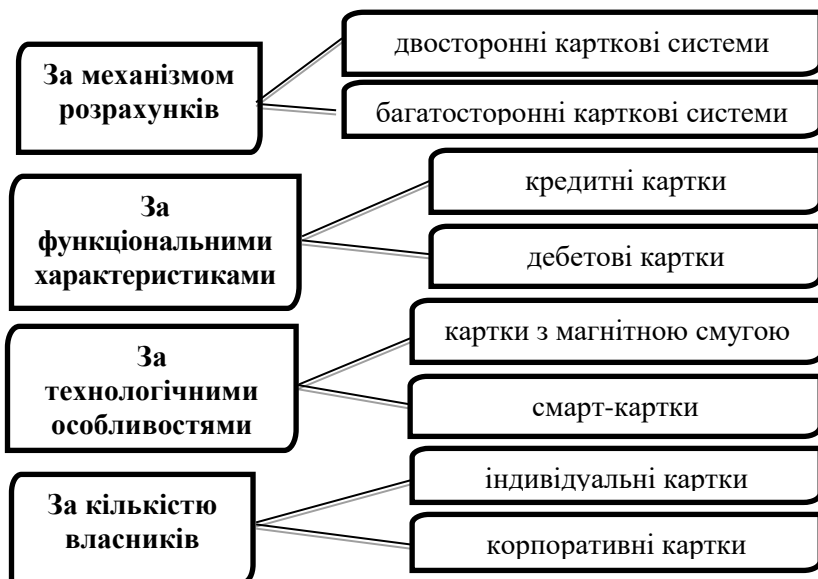 За механізмом
розрахунків
двосторонні карткові системи
багатосторонні карткові системи
За
функціональними
характеристиками
кредитні картки
дебетові картки
За
технологічними
особливостями
картки з магнітною смугою
смарт-картки
За кількістю
власників
індивідуальні картки
корпоративні картки